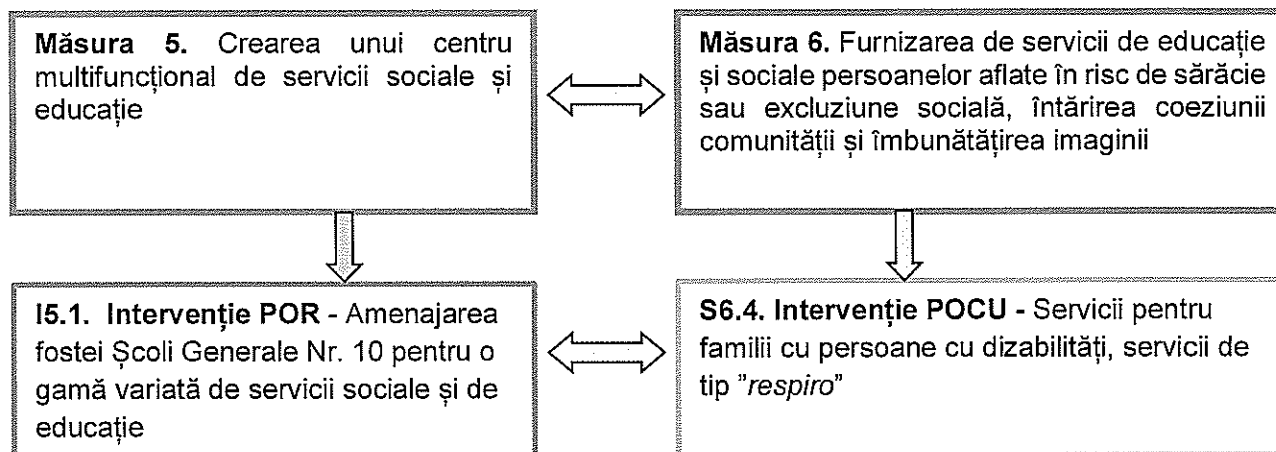 Măsura 5. Crearea unui centru
multifuncțional de servicii sociale și
educație
Măsura 6. Furnizarea de servicii de educație
și sociale persoanelor aflate în risc de sărăcie
sau excluziune socială, întărirea coeziunii
comunității și îmbunătățirea imaginii
I5.1. Intervenție POR - Amenajarea
fostei Școli Generale Nr. 10 pentru o
gamă variată de servicii sociale și de
educație
S6.4. Intervenție POCU - Servicii pentru
familii cu persoane cu dizabilități, servicii de
tip ”respiro”